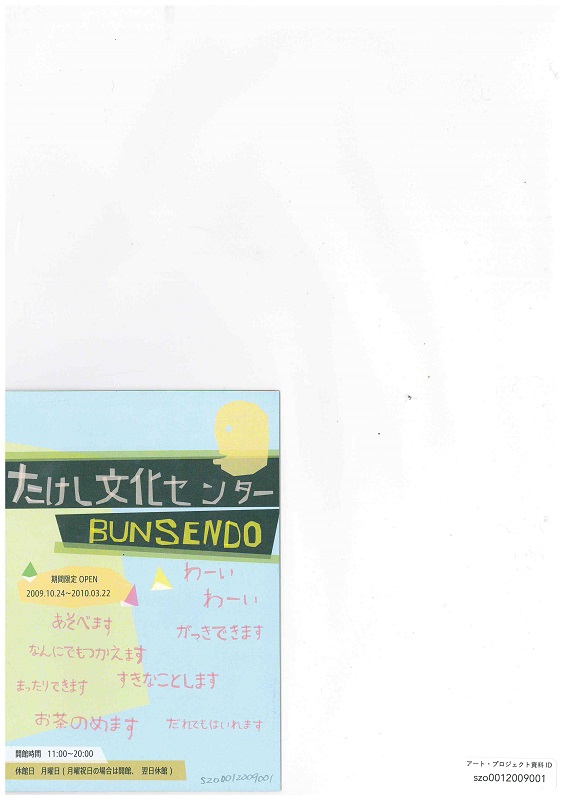 たけし文化センター
BUNSENDO
期間限定 OPEN
2009.10.24~2010.03.22
わーい
わーい
あそべます
がっきできます
なんにでもつかえます
まったりできます
すきなことします
お茶のめます
だれでもはいれます
開館時間 11:00~20:00
休館日 月曜日 ( 月曜祝日の場合は開館、 翌日休館 )
szo0012009001
アート・プロジェクト資料 ID
szo0012009001